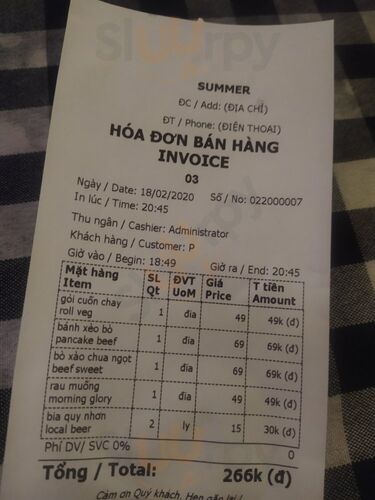 Slurpy
SUMMER
ĐC / Add: (ĐỊA CHỈ)
ĐT / Phone: (ĐIỆN THOẠI)
HÓA ĐƠN BÁN HÀNG
INVOICE
03
Ngày / Date: 18/02/2020 Số / No: 022000007
In lúc / Time: 20:45
Thu ngân / Cashier: Administrator
Khách hàng / Customer: P
Giờ vào / Begin: 18:49 Giờ ra / End: 20:45
Mặt hàng SL ĐVT Giá T tiền
Item Qt UoM Price Amount
gói cuốn chay
roll veg 1 đĩa 49 49k (đ)
bánh xèo bò
pancake beef 1 đĩa 69 69k (đ)
bò xào chua ngọt
beef sweet 1 đĩa 69 69k (đ)
rau muống
morning glory 1 đĩa 49 49k (đ)
bia quy nhơn
local beer 2 ly 15 30k (đ)
Phí DV/ SVC 0% 0
Tổng / Total: 266k (đ)
Cảm ơn Quý khách, Hẹn gặp lại!